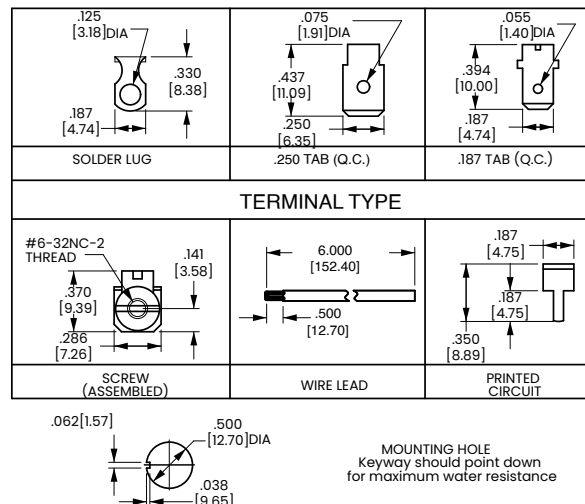 .125
[3.18]DIA
.330
[8.38]
.187
[4.74]
SOLDER LUG
.075
[1.91]DIA
.437
[11.09]
.250
[6.35]
.250 TAB (Q.C.)
.055
[1.40]DIA
.394
[10.00]
.187
[4.74]
.187 TAB (Q.C.)
TERMINAL TYPE
#6-32NC-2
THREAD
.141
[3.58]
.370
[9.39]
.286
[7.26]
SCREW
(ASSEMBLED)
6.000
[152.40]
.500
[12.70]
WIRE LEAD
.187
[4.75]
.187
[4.75]
.350
[8.89]
PRINTED
CIRCUIT
.062[1.57]
.500
[12.70]DIA
.038
[9.65]
MOUNTING HOLE
Keyway should point down
for maximum water resistance